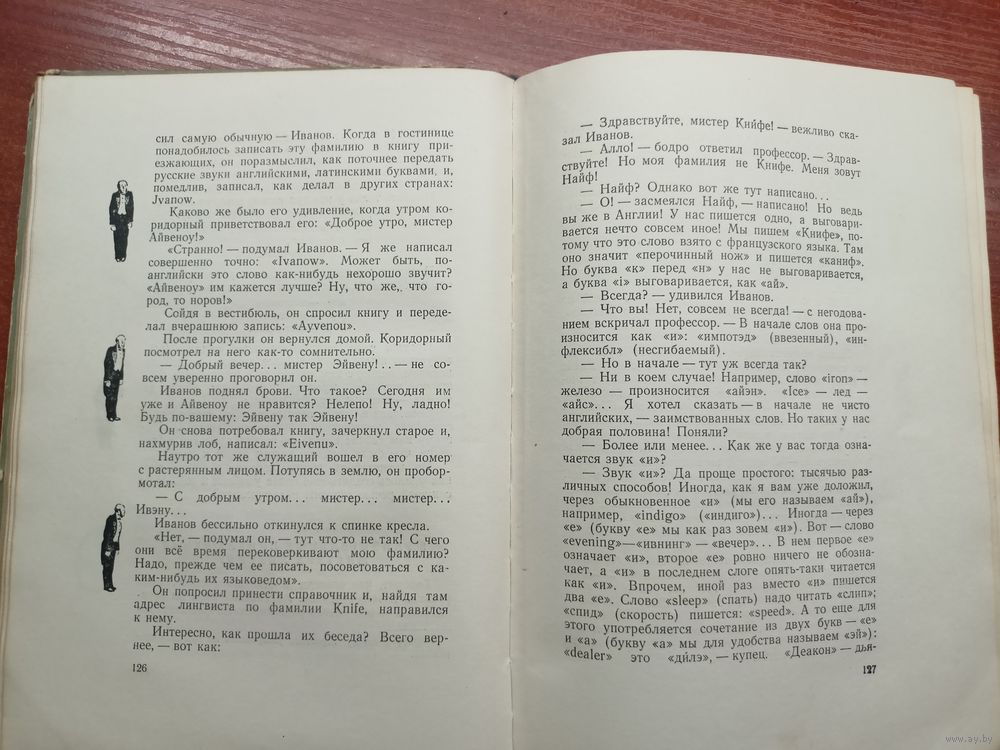 сил самую обычную — Иванов. Когда в гостинице
понадобилось записать эту фамилию в книгу при-
езжающих, он поразмыслил, как поточнее передать
русские звуки английскими, латинскими буквами, и,
помедлив, записал, как делал в других странах:
Jvanow.
Каково же было его удивление, когда утром ко-
ридорный приветствовал его: «Доброе утро, мистер
Айвеноу!»
«Странно! — подумал Иванов. — Я же написал
совершенно точно: «Ivanow». Может быть, по-
английски это слово как-нибудь нехорошо звучит?
«Айвеноу» им кажется лучше? Ну, что же, что го-
род, то норов!»
Сойдя в вестибюль, он спросил книгу и переде-
лал вчерашнюю запись: «Ayvenou».
После прогулки он вернулся домой. Коридорный
посмотрел на него как-то сомнительно.
— Добрый вечер... мистер Эйвену!.. — не со-
всем уверенно проговорил он.
Иванов поднял брови. Что такое? Сегодня им
уже и Айвеноу не нравится? Нелепо! Ну, ладно!
Будь по-вашему: Эйвену так Эйвену!
Он снова потребовал книгу, зачеркнул старое и,
нахмурив лоб, написал: «Eivenu».
Наутро тот же служащий вошел в его номер
с растерянным лицом. Потупясь в землю, он пробор-
мотал:
— С добрым утром... мистер... мистер...
Ивэну...
Иванов бессильно откинулся к спинке кресла.
«Нет, — подумал он, — тут что-то не так! С чего
они всё время перековеркивают мою фамилию?
Надо, прежде чем ее писать, посоветоваться с ка-
ким-нибудь их языковедом».
Он попросил принести справочник и, найдя там
адрес лингвиста по фамилии Knife, направился
к нему.
Интересно, как прошла их беседа? Всего вер-
нее, — вот как:
126
— Здравствуйте, мистер Книфе! — вежливо ска-
зал Иванов.
— Алло! — бодро ответил профессор. — Здрав-
ствуйте! Но моя фамилия не Книфе. Меня зовут
Найф!
— Найф? Однако вот же тут написано...
— О! — засмеялся Найф, — написано! Но ведь
вы же в Англии! У нас пишется одно, а выговари-
вается нечто совсем иное! Мы пишем «Книфе», по-
тому что это слово взято с французского языка. Там
оно значит «перочинный нож» и пишется «каниф».
Но буква «к» перед «н» у нас не выговаривается,
а буква «i» выговаривается, как «ай».
— Всегда? — удивился Иванов.
— Что вы! Нет, совсем не всегда! — с негодова-
нием вскричал профессор. — В начале слов она про-
износится как «и»: «импотэд» (ввезенный), «ин-
флексибл» (несгибаемый).
— Но в начале — тут уж всегда так?
— Ни в коем случае! Например, слово «iron» —
железо — произносится «айэн». «Ice» — лед —
«айс»... Я хотел сказать — в начале не чисто
английских, — заимствованных слов. Но таких у нас
добрая половина! Поняли?
— Более или менее... Как же у вас тогда озна-
чается звук «и»?
— Звук «и»? Да проще простого: тысячью раз-
личных способов! Иногда, как я вам уже доложил,
через обыкновенное «и» (мы его называем «ай»),
например, «indigo» («индиго»)... Иногда — через
«е» (букву «е» мы как раз зовем «и»). Вот — слово
«evening» — «ивнинг» — «вечер»... В нем первое «е»
означает «и», второе «е» ровно ничего не обозна-
чает, а «и» в последнем слоге опять-таки читается
как «и». Впрочем, иной раз вместо «и» пишется
два «е». Слово «sleep» (спать) надо читать «слип»;
«спид» (скорость) пишется: «speed». А то еще для
этого употребляется сочетание из двух букв — «е»
и «а» (букву «а» мы для удобства называем «эй»):
«dealer» это «ди́лэ», — купец. «Деакон» — дья-
127
www.ay.by